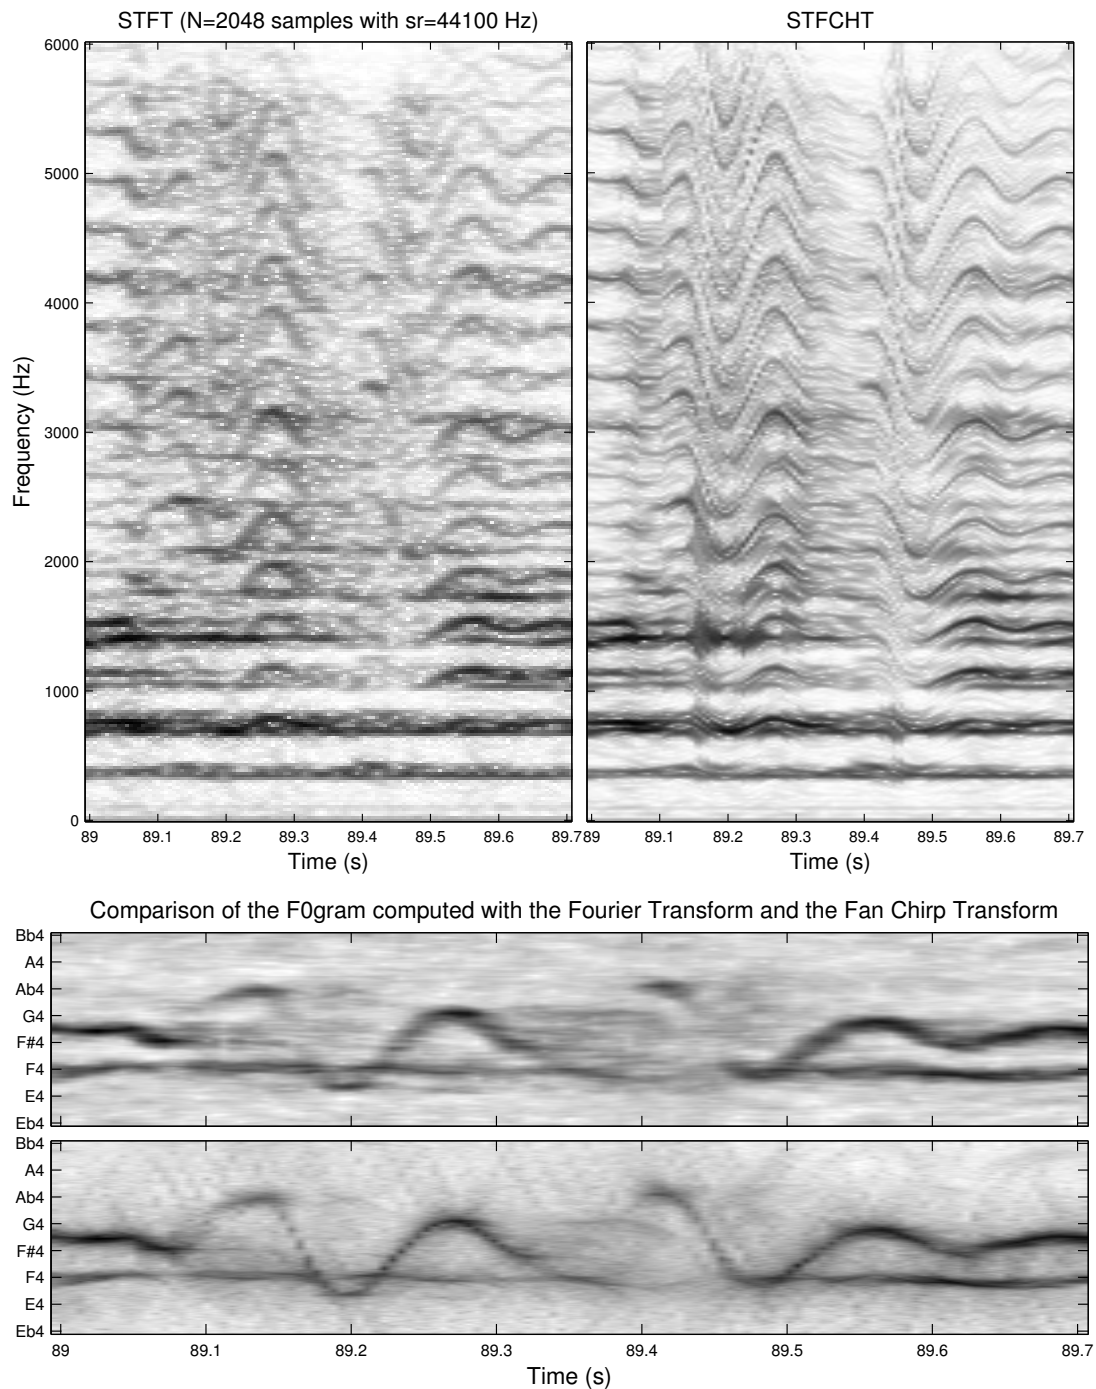 STFT (N=2048 samples with sr=44100 Hz)
STFCHT
6000
5000
4000
3000
2000
1000
0
Frequency (Hz)
89 89.1 89.2 89.3 89.4 89.5 89.6 89.7
89 89.1 89.2 89.3 89.4 89.5 89.6 89.7
Time (s)
Time (s)
Comparison of the F0gram computed with the Fourier Transform and the Fan Chirp Transform
Bb4
A4
Ab4
G4
F#4
F4
E4
Eb4
Bb4
A4
Ab4
G4
F#4
F4
E4
Eb4
89 89.1 89.2 89.3 89.4 89.5 89.6 89.7
Time (s)